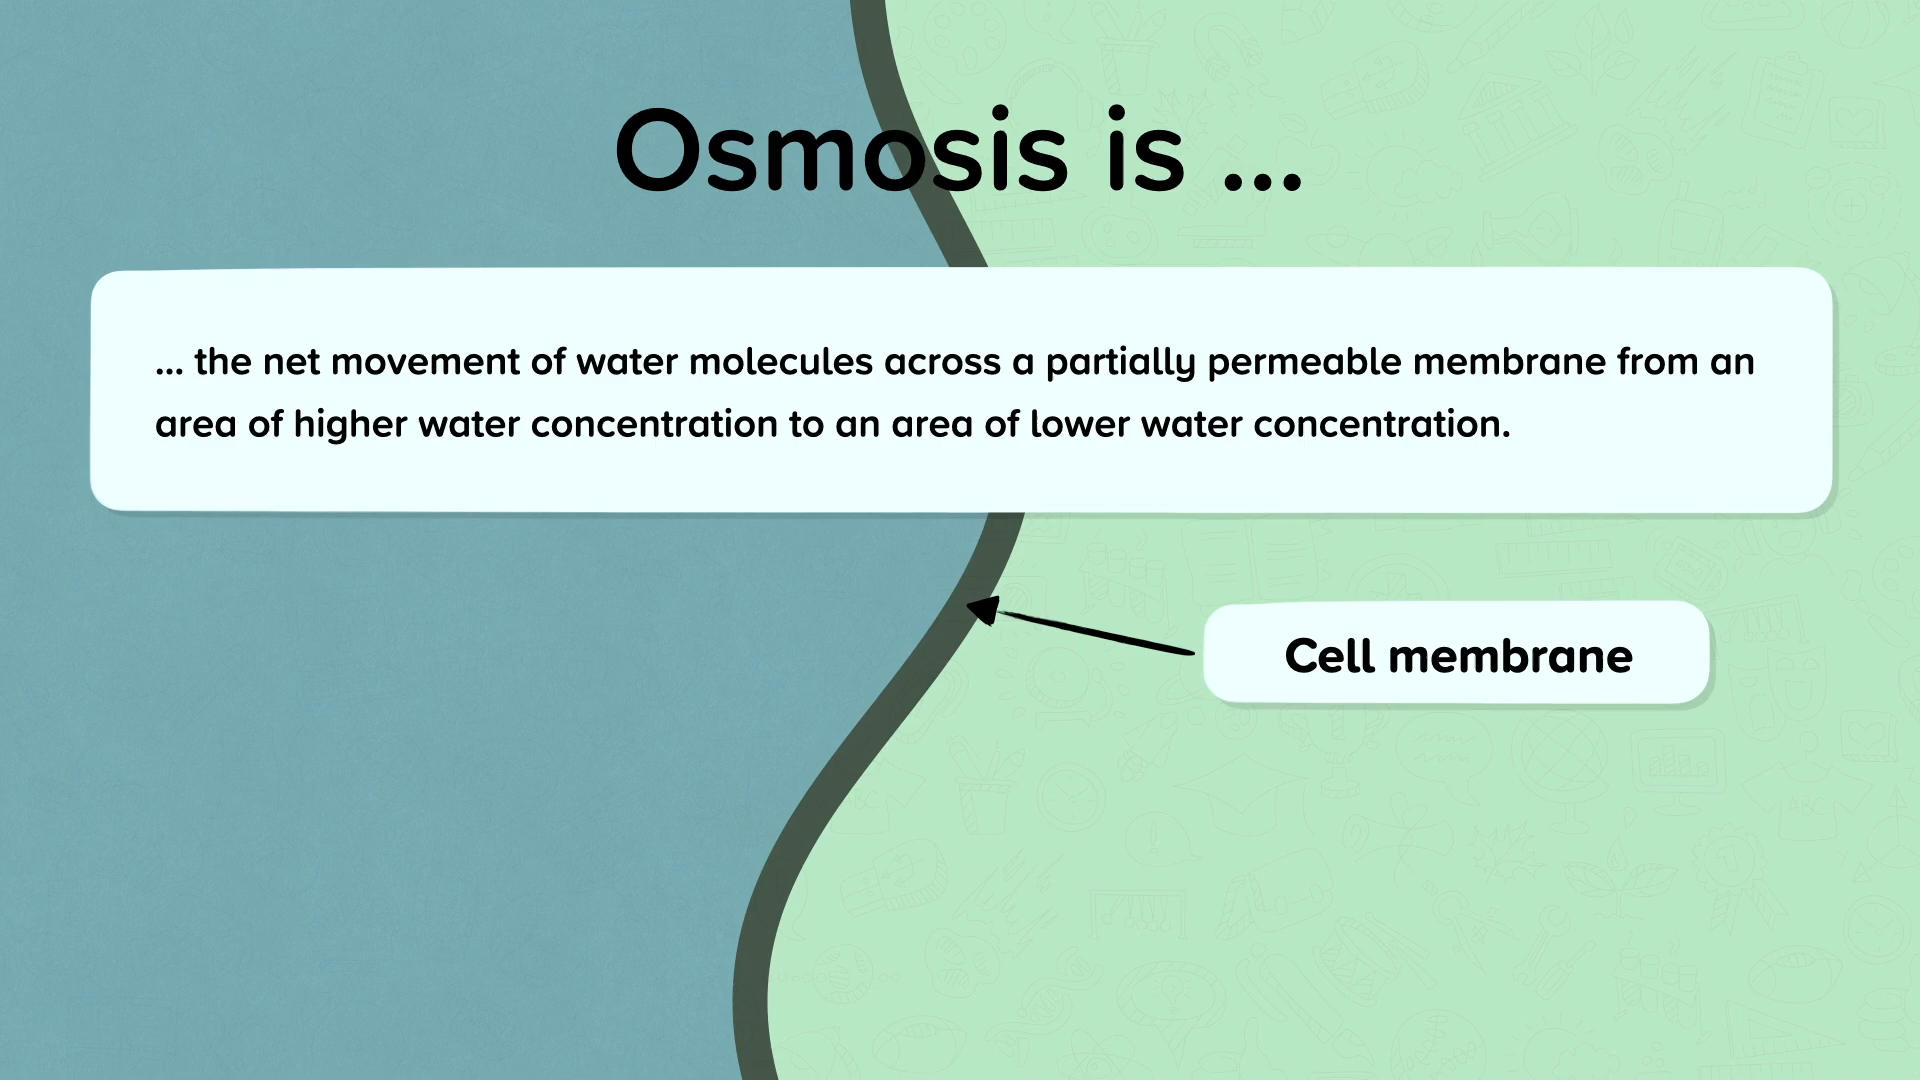 Osmosis is ...
... the net movement of water molecules across a partially permeable membrane from an
area of higher water concentration to an area of lower water concentration.
Cell membrane